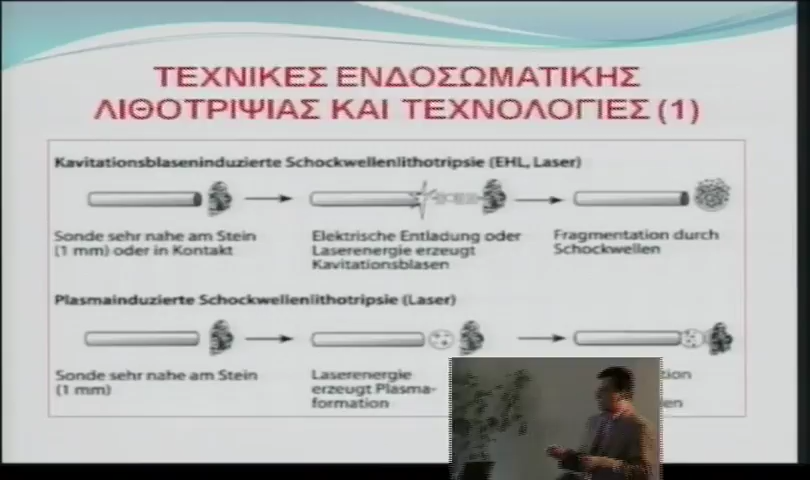 ΤΕΧΝΙΚΕΣ ΕΝΔΟΣΩΜΑΤΙΚΗΣ
ΛΙΘΟΤΡΙΨΙΑΣ ΚΑΙ ΤΕΧΝΟΛΟΓΙΕΣ (1)
Kavitationsblaseninduzierte Schockwellenlithotripsie (EHL, Laser)
Sonde sehr nahe am Stein
(1 mm) oder in Kontakt
Elektrische Entladung oder
Laserenergie erzeugt
Kavitationsblasen
Fragmentation durch
Schockwellen
Plasmainduzierte Schockwellenlithotripsie (Laser)
Sonde sehr nahe am Stein
(1 mm)
Laserenergie
erzeugt Plasma-
formation